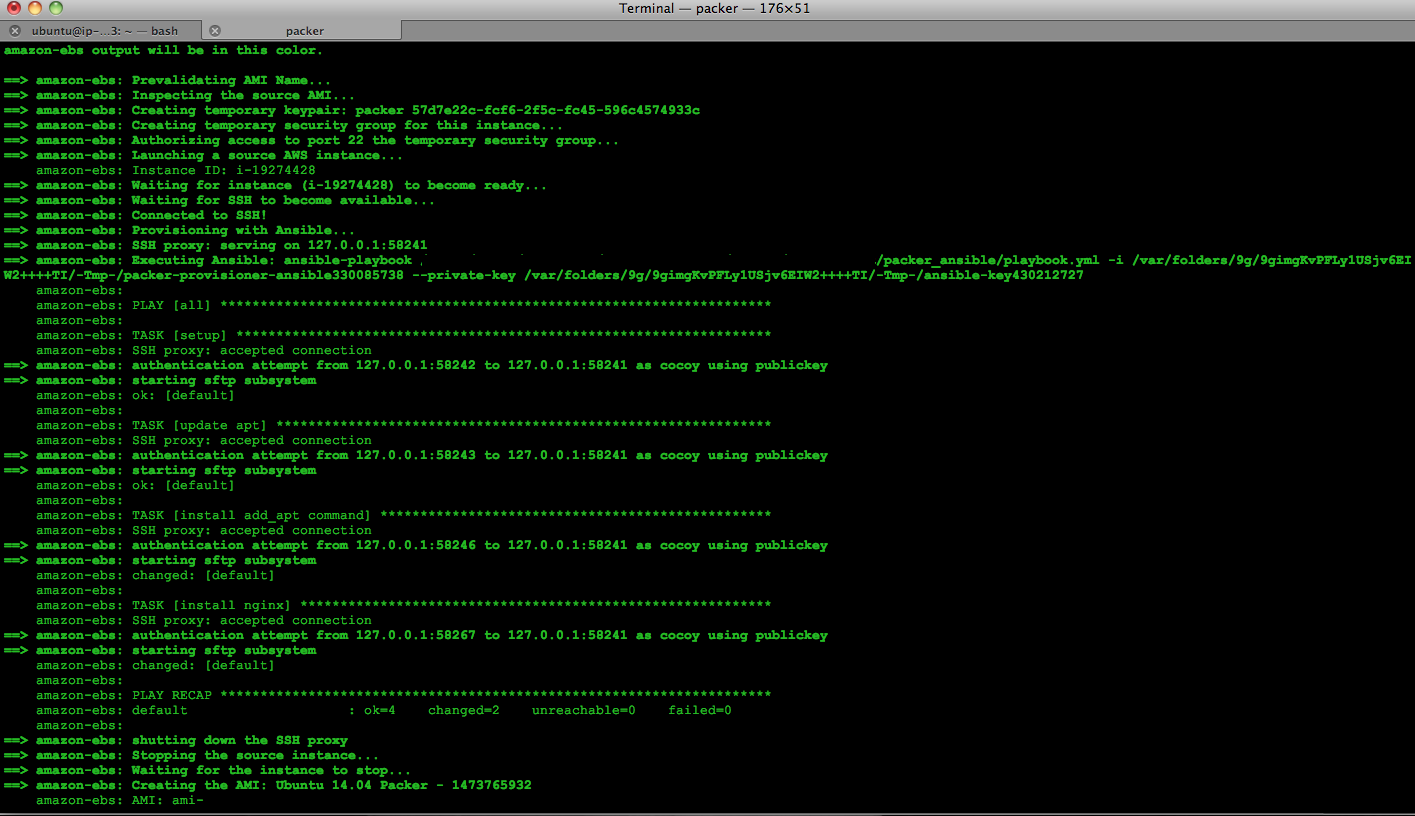 Terminal — packer — 176×51
ubuntu@ip-...3: ~ — bash
packer
amazon-ebs output will be in this color.
==> amazon-ebs: Prevalidating AMI Name...
==> amazon-ebs: Inspecting the source AMI...
==> amazon-ebs: Creating temporary keypair: packer 57d7e22c-fcf6-2f5c-fc45-596c4574933c
==> amazon-ebs: Creating temporary security group for this instance...
==> amazon-ebs: Authorizing access to port 22 the temporary security group...
==> amazon-ebs: Launching a source AWS instance...
amazon-ebs: Instance ID: i-19274428
==> amazon-ebs: Waiting for instance (i-19274428) to become ready...
==> amazon-ebs: Waiting for SSH to become available...
==> amazon-ebs: Connected to SSH!
==> amazon-ebs: Provisioning with Ansible...
==> amazon-ebs: SSH proxy: serving on 127.0.0.1:58241
==> amazon-ebs: Executing Ansible: ansible-playbook /packer_ansible/playbook.yml -i /var/folders/9g/9gimgKvPFLy1USjv6EI
W2++++TI/-Tmp-/packer-provisioner-ansible330085738 --private-key /var/folders/9g/9gimgKvPFLy1USjv6EIW2++++TI/-Tmp-/ansible-key430212727
amazon-ebs:
amazon-ebs: PLAY [all] *********************************************************************
amazon-ebs:
amazon-ebs: TASK [setup] *******************************************************************
amazon-ebs: SSH proxy: accepted connection
==> amazon-ebs: authentication attempt from 127.0.0.1:58242 to 127.0.0.1:58241 as cocoy using publickey
==> amazon-ebs: starting sftp subsystem
amazon-ebs: ok: [default]
amazon-ebs:
amazon-ebs: TASK [update apt] **************************************************************
amazon-ebs: SSH proxy: accepted connection
==> amazon-ebs: authentication attempt from 127.0.0.1:58243 to 127.0.0.1:58241 as cocoy using publickey
==> amazon-ebs: starting sftp subsystem
amazon-ebs: ok: [default]
amazon-ebs:
amazon-ebs: TASK [install add_apt command] *************************************************
amazon-ebs: SSH proxy: accepted connection
==> amazon-ebs: authentication attempt from 127.0.0.1:58246 to 127.0.0.1:58241 as cocoy using publickey
==> amazon-ebs: starting sftp subsystem
amazon-ebs: changed: [default]
amazon-ebs:
amazon-ebs: TASK [install nginx] ***********************************************************
amazon-ebs: SSH proxy: accepted connection
==> amazon-ebs: authentication attempt from 127.0.0.1:58267 to 127.0.0.1:58241 as cocoy using publickey
==> amazon-ebs: starting sftp subsystem
amazon-ebs: changed: [default]
amazon-ebs:
amazon-ebs: PLAY RECAP *********************************************************************
amazon-ebs: default : ok=4 changed=2 unreachable=0 failed=0
amazon-ebs:
==> amazon-ebs: shutting down the SSH proxy
==> amazon-ebs: Stopping the source instance...
==> amazon-ebs: Waiting for the instance to stop...
==> amazon-ebs: Creating the AMI: Ubuntu 14.04 Packer - 1473765932
amazon-ebs: AMI: ami-